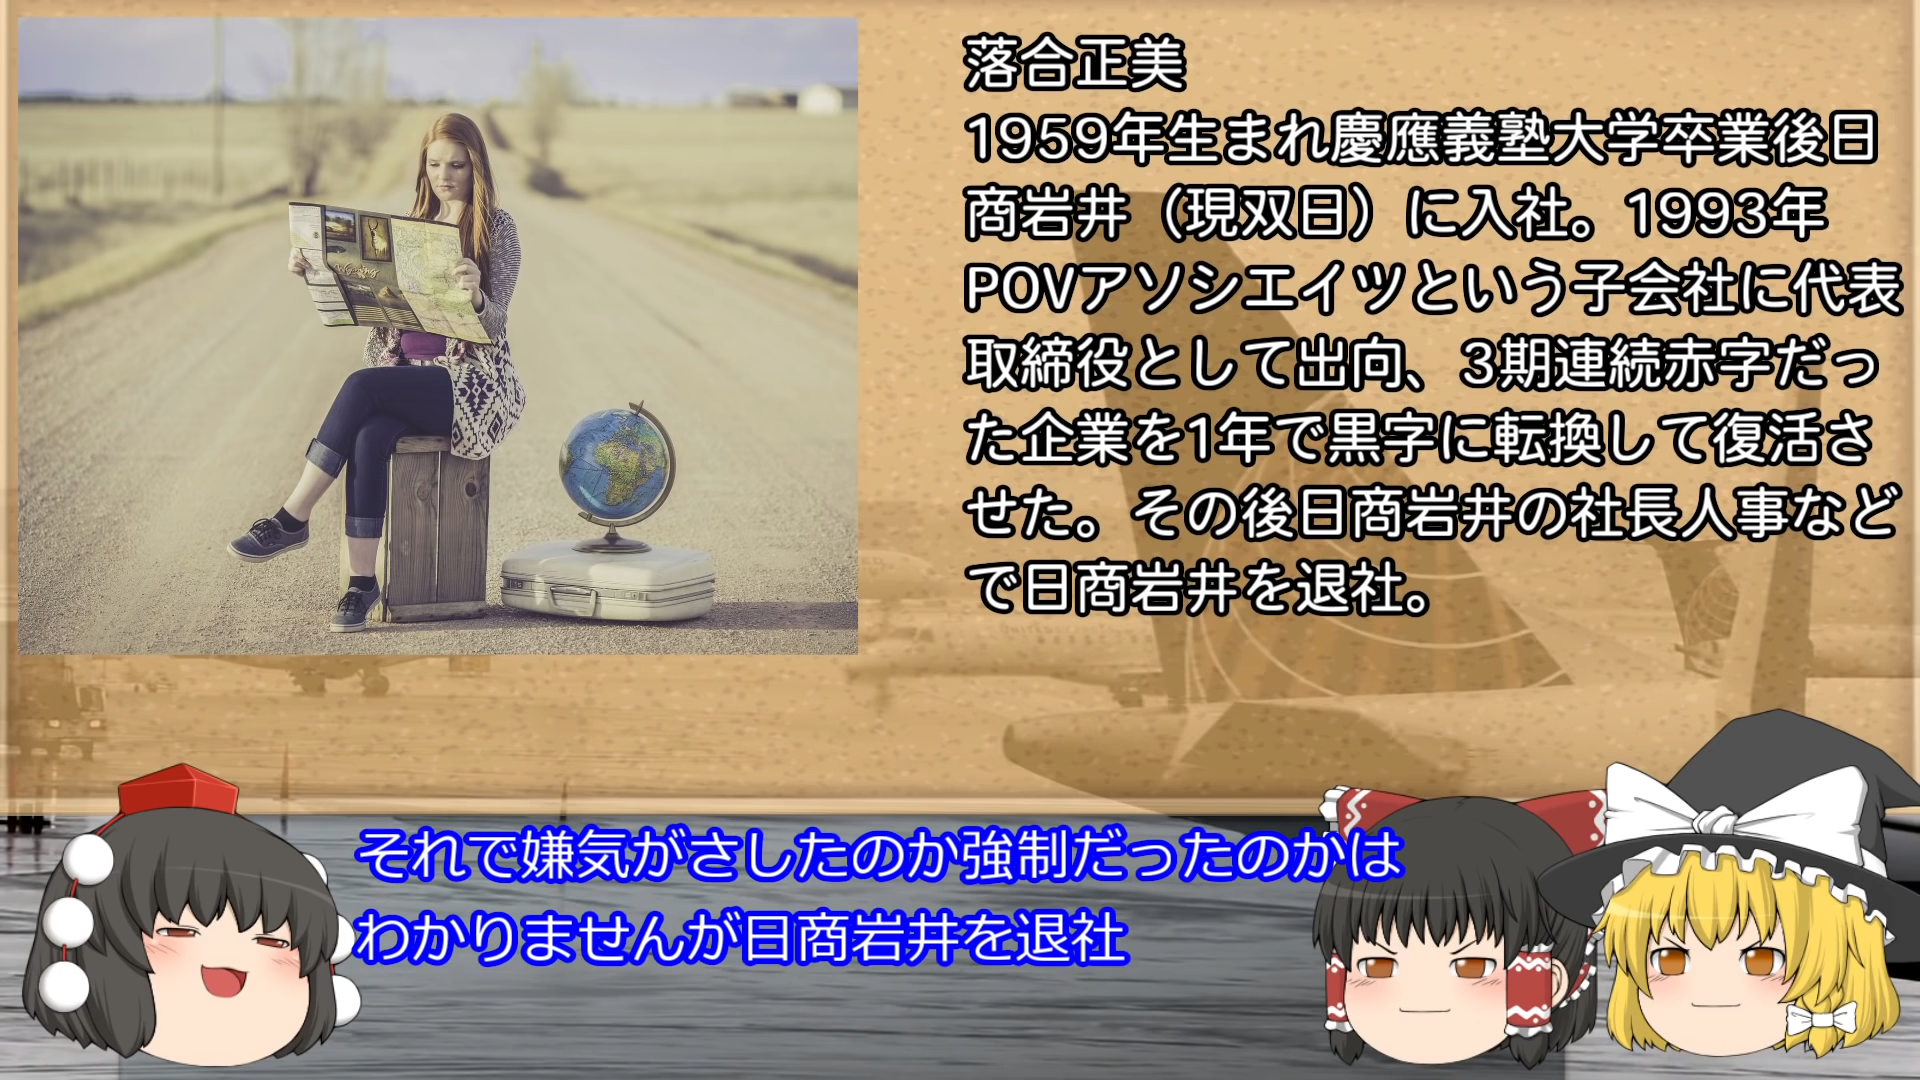 落合正美
1959年生まれ慶應義塾大学卒業後日
商岩井（現双日）に入社。1993年
POVアソシエイツという子会社に代表
取締役として出向、3期連続赤字だっ
た企業を1年で黒字に転換して復活さ
せた。その後日商岩井の社長人事など
で日商岩井を退社。
それで嫌気がさしたのか強制だったのかは
わかりませんが日商岩井を退社